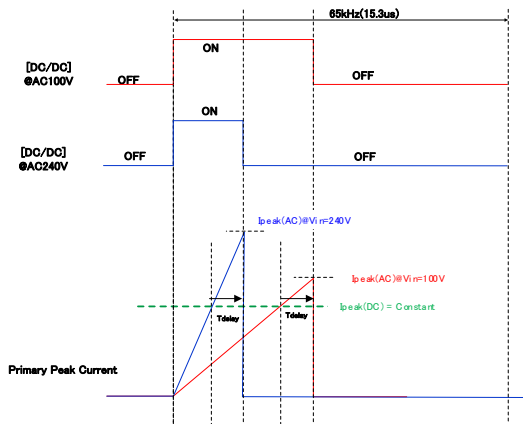 65kHz(15.3us)
[DC/DC]
@AC100V
OFF
ON
OFF
[DC/DC]
@AC240V
OFF
ON
OFF
Ipeak(AC)@Vin=240V
Ipeak(AC)@Vin=100V
Ipeak(DC) = Constant
Tdelay
Tdelay
Primary Peak Current